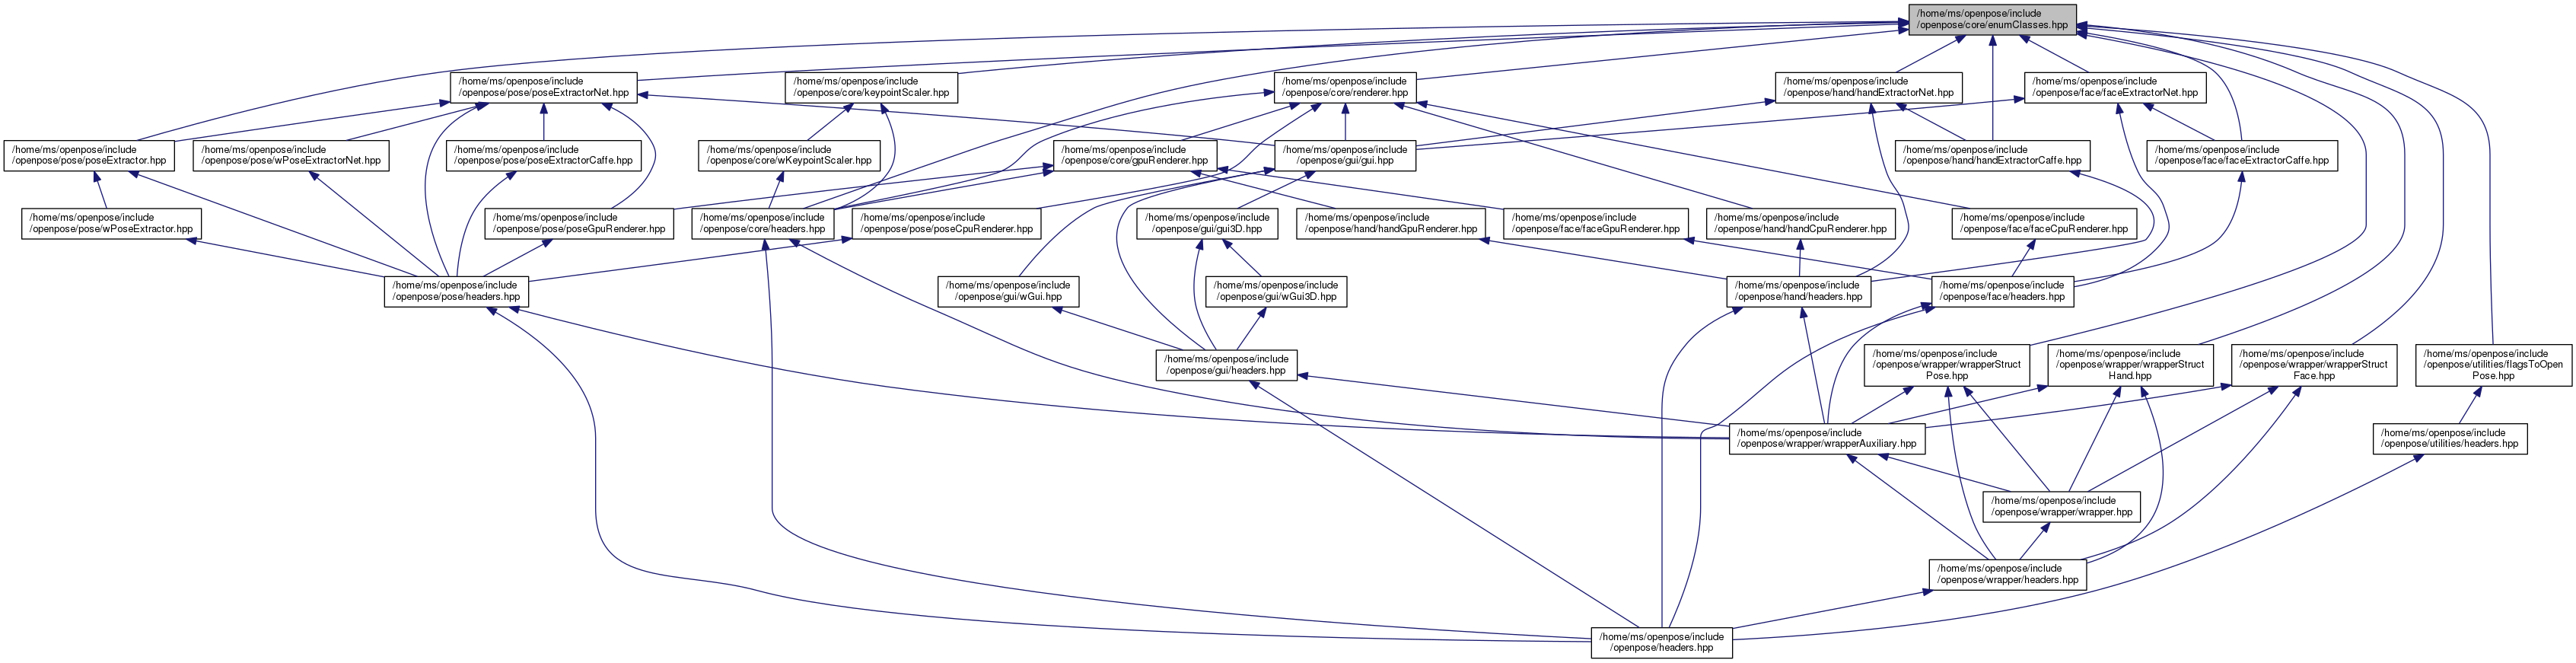 /home/ms/openpose/include
/openpose/core/enumClasses.hpp
/home/ms/openpose/include
/openpose/pose/poseExtractorNet.hpp
/home/ms/openpose/include
/openpose/core/keypointScaler.hpp
/home/ms/openpose/include
/openpose/core/renderer.hpp
/home/ms/openpose/include
/openpose/hand/handExtractorNet.hpp
/home/ms/openpose/include
/openpose/face/faceExtractorNet.hpp
/home/ms/openpose/include
/openpose/pose/poseExtractor.hpp
/home/ms/openpose/include
/openpose/pose/wPoseExtractorNet.hpp
/home/ms/openpose/include
/openpose/pose/poseExtractorCaffe.hpp
/home/ms/openpose/include
/openpose/core/wKeypointScaler.hpp
/home/ms/openpose/include
/openpose/core/gpuRenderer.hpp
/home/ms/openpose/include
/openpose/gui/gui.hpp
/home/ms/openpose/include
/openpose/hand/handExtractorCaffe.hpp
/home/ms/openpose/include
/openpose/face/faceExtractorCaffe.hpp
/home/ms/openpose/include
/openpose/pose/wPoseExtractor.hpp
/home/ms/openpose/include
/openpose/pose/poseGpuRenderer.hpp
/home/ms/openpose/include
/openpose/core/headers.hpp
/home/ms/openpose/include
/openpose/pose/poseCpuRenderer.hpp
/home/ms/openpose/include
/openpose/gui/gui3D.hpp
/home/ms/openpose/include
/openpose/hand/handGpuRenderer.hpp
/home/ms/openpose/include
/openpose/face/faceGpuRenderer.hpp
/home/ms/openpose/include
/openpose/hand/handCpuRenderer.hpp
/home/ms/openpose/include
/openpose/face/faceCpuRenderer.hpp
/home/ms/openpose/include
/openpose/pose/headers.hpp
/home/ms/openpose/include
/openpose/gui/wGui.hpp
/home/ms/openpose/include
/openpose/gui/wGui3D.hpp
/home/ms/openpose/include
/openpose/hand/headers.hpp
/home/ms/openpose/include
/openpose/face/headers.hpp
/home/ms/openpose/include
/openpose/gui/headers.hpp
/home/ms/openpose/include
/openpose/wrapper/wrapperStruct
Pose.hpp
/home/ms/openpose/include
/openpose/wrapper/wrapperStruct
Hand.hpp
/home/ms/openpose/include
/openpose/wrapper/wrapperStruct
Face.hpp
/home/ms/openpose/include
/openpose/utilities/flagsToOpen
Pose.hpp
/home/ms/openpose/include
/openpose/wrapper/wrapperAuxiliary.hpp
/home/ms/openpose/include
/openpose/utilities/headers.hpp
/home/ms/openpose/include
/openpose/wrapper/wrapper.hpp
/home/ms/openpose/include
/openpose/wrapper/headers.hpp
/home/ms/openpose/include
/openpose/headers.hpp